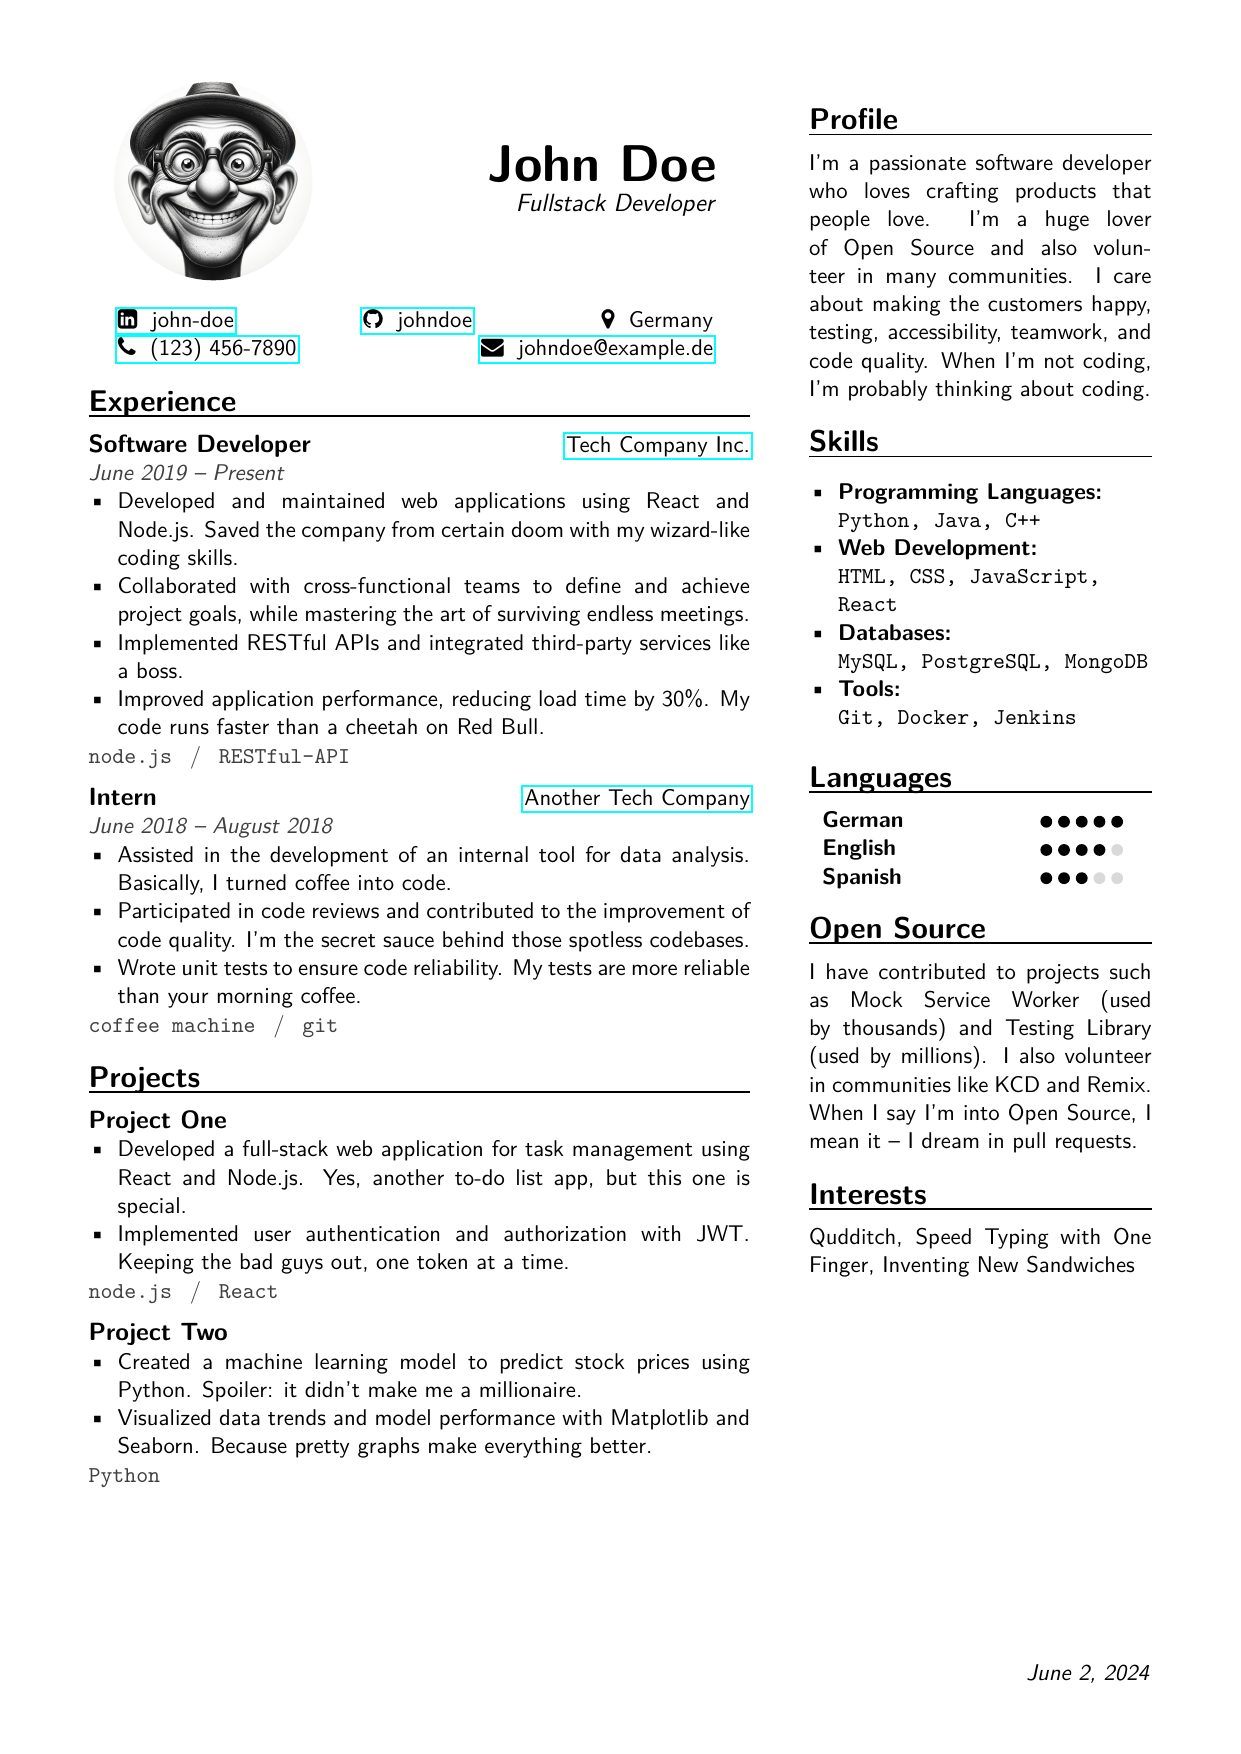 John Doe
Fullstack Developer
john-doe johndoe Germany
(123) 456-7890 johndoe@example.de
Experience
Software Developer Tech Company Inc.
June 2019 – Present
▪ Developed and maintained web applications using React and
Node.js. Saved the company from certain doom with my wizard-like
coding skills.
▪ Collaborated with cross-functional teams to define and achieve
project goals, while mastering the art of surviving endless meetings.
▪ Implemented RESTful APIs and integrated third-party services like
a boss.
▪ Improved application performance, reducing load time by 30%. My
code runs faster than a cheetah on Red Bull.
node.js / RESTful-API
Intern Another Tech Company
June 2018 – August 2018
▪ Assisted in the development of an internal tool for data analysis.
Basically, I turned coffee into code.
▪ Participated in code reviews and contributed to the improvement of
code quality. I'm the secret sauce behind those spotless codebases.
▪ Wrote unit tests to ensure code reliability. My tests are more reliable
than your morning coffee.
coffee machine / git
Projects
Project One
▪ Developed a full-stack web application for task management using
React and Node.js. Yes, another to-do list app, but this one is
special.
▪ Implemented user authentication and authorization with JWT.
Keeping the bad guys out, one token at a time.
node.js / React
Project Two
▪ Created a machine learning model to predict stock prices using
Python. Spoiler: it didn't make me a millionaire.
▪ Visualized data trends and model performance with Matplotlib and
Seaborn. Because pretty graphs make everything better.
Python
Profile
I'm a passionate software developer
who loves crafting products that
people love. I'm a huge lover
of Open Source and also volun-
teer in many communities. I care
about making the customers happy,
testing, accessibility, teamwork, and
code quality. When I'm not coding,
I'm probably thinking about coding.
Skills
▪ Programming Languages:
Python, Java, C++
▪ Web Development:
HTML, CSS, JavaScript,
React
▪ Databases:
MySQL, PostgreSQL, MongoDB
▪ Tools:
Git, Docker, Jenkins
Languages
German
English
Spanish
Open Source
I have contributed to projects such
as Mock Service Worker (used
by thousands) and Testing Library
(used by millions). I also volunteer
in communities like KCD and Remix.
When I say I'm into Open Source, I
mean it – I dream in pull requests.
Interests
Qudditch, Speed Typing with One
Finger, Inventing New Sandwiches
June 2, 2024